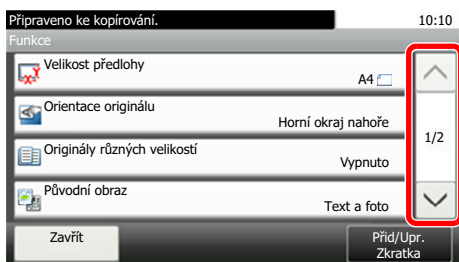 Připraveno ke kopírování. 10:10
Funkce
Velikost předlohy
A4
Orientace originálu
Horní okraj nahoře
1/2
Originály různých velikostí
Vypnuto
Původní obraz
Text a foto
Zavřít
Přid/Upr.
Zkratka